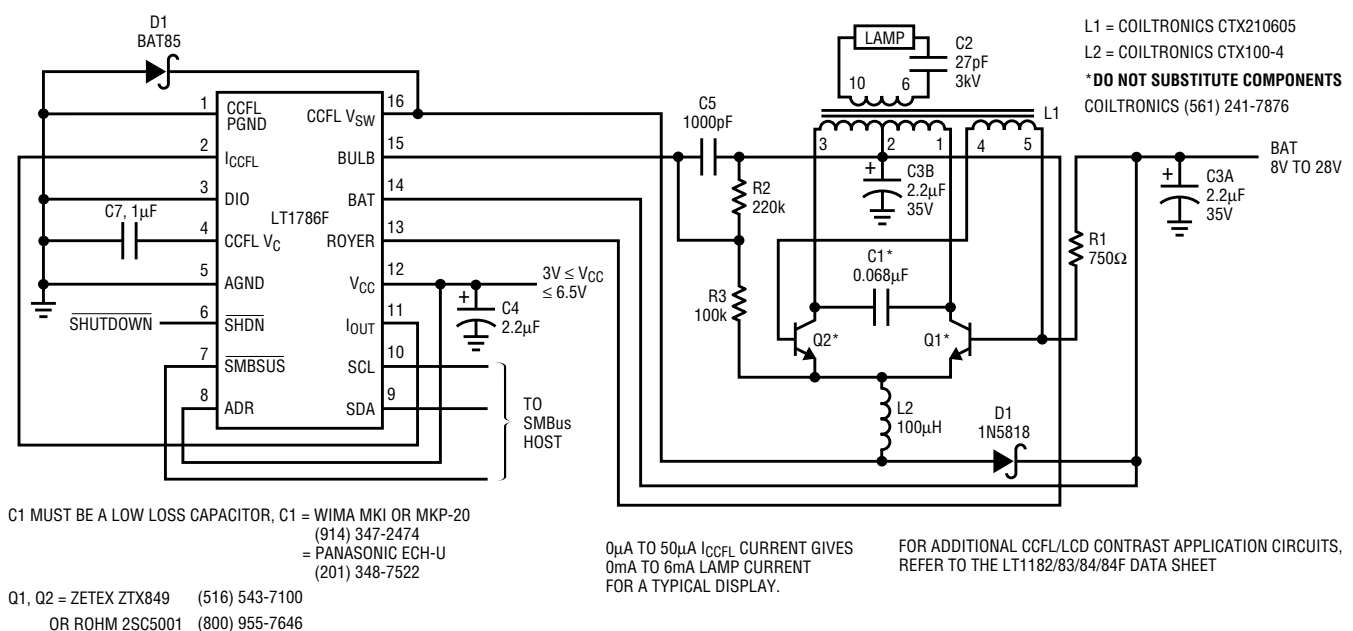 D1
BAT85
1
CCFL
PGND
CCFL VSW
16
2
ICCFL
BULB
15
3
DIO
BAT
14
LT1786F
C7, 1µF
4
CCFL VC
ROYER
13
5
AGND
VCC
12
3V ≤ VCC
≤ 6.5V
+
C4
2.2µF
SHUTDOWN
6
SHDN
IOUT
11
7
SMBSUS
SCL
10
8
ADR
SDA
9
TO
SMBus
HOST
LAMP
C2
27pF
3kV
10
6
L1
3
2
1
4
5
C5
1000pF
R2
220k
+
C3B
2.2µF
35V
R3
100k
C1*
0.068µF
Q2*
Q1*
R1
750Ω
L2
100µH
D1
1N5818
L1 = COILTRONICS CTX210605
L2 = COILTRONICS CTX100-4
*DO NOT SUBSTITUTE COMPONENTS
COILTRONICS (561) 241-7876
BAT
8V TO 28V
+
C3A
2.2µF
35V
C1 MUST BE A LOW LOSS CAPACITOR, C1 = WIMA MKI OR MKP-20
(914) 347-2474
= PANASONIC ECH-U
(201) 348-7522
Q1, Q2 = ZETEX ZTX849 (516) 543-7100
OR ROHM 2SC5001 (800) 955-7646
0µA TO 50µA ICCFL CURRENT GIVES
0mA TO 6mA LAMP CURRENT
FOR A TYPICAL DISPLAY.
FOR ADDITIONAL CCFL/LCD CONTRAST APPLICATION CIRCUITS,
REFER TO THE LT1182/83/84/84F DATA SHEET